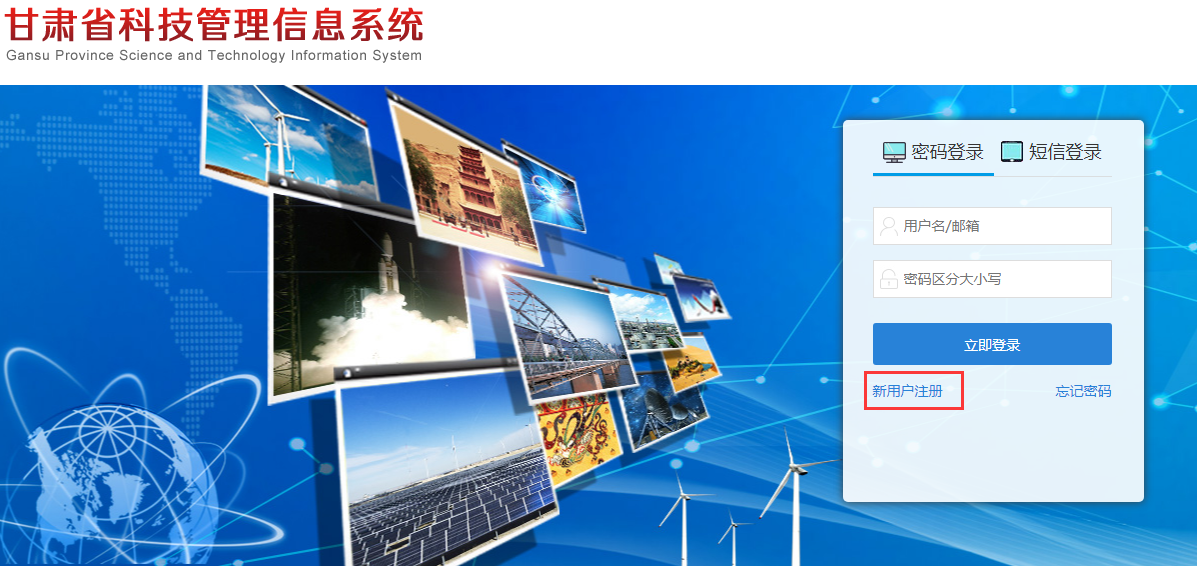 甘肃省科技管理信息系统
Gansu Province Science and Technology Information System
密码登录 短信登录
用户名/邮箱
密码区分大小写
立即登录
新用户注册 忘记密码